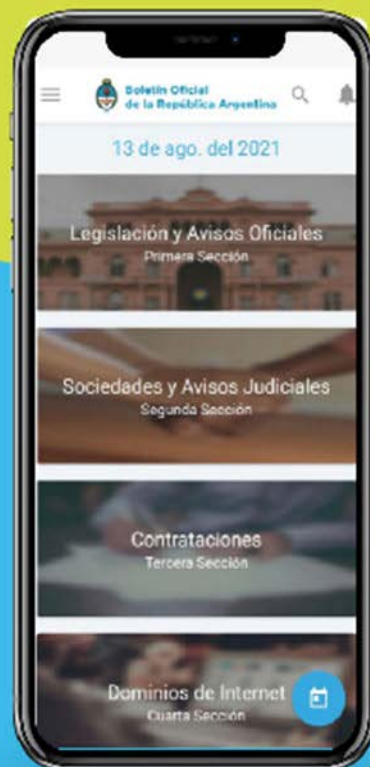 Boletín Oficial
de la República Argentina
13 de ago. del 2021
Legislación y Avisos Oficiales
Primera Sección
Sociedades y Avisos Judiciales
Segunda Sección
Contrataciones
Tercera Sección
Dominios de Internet
Cuarta Sección